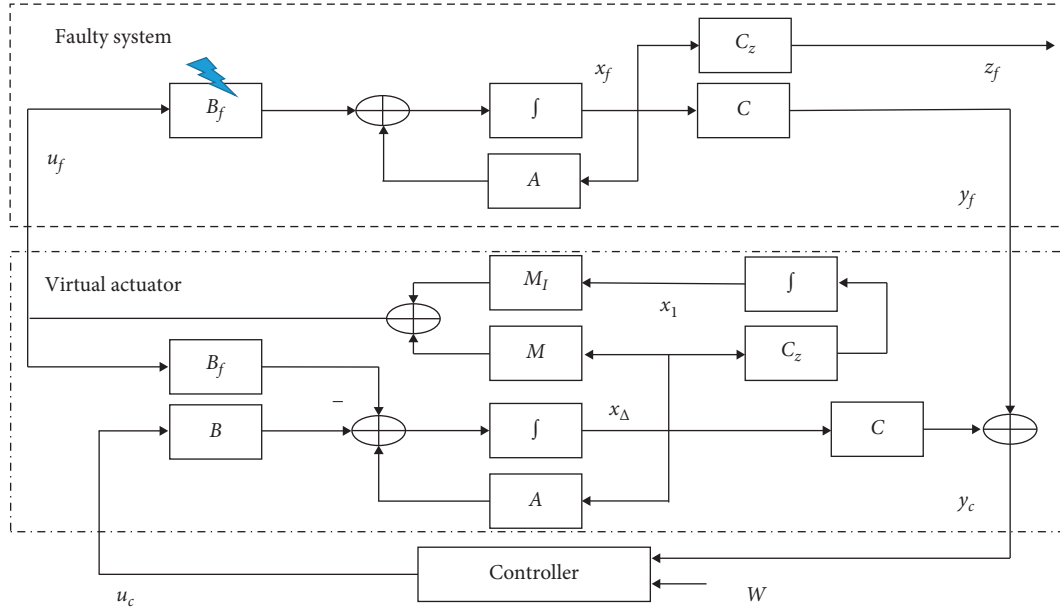 Faulty system
C_z
z_f
x_f
B_f
∫
C
u_f
A
y_f
Virtual actuator
M_I
∫
x_1
M
C_z
B_f
−
x_Δ
B
∫
C
A
y_c
Controller
u_c
W